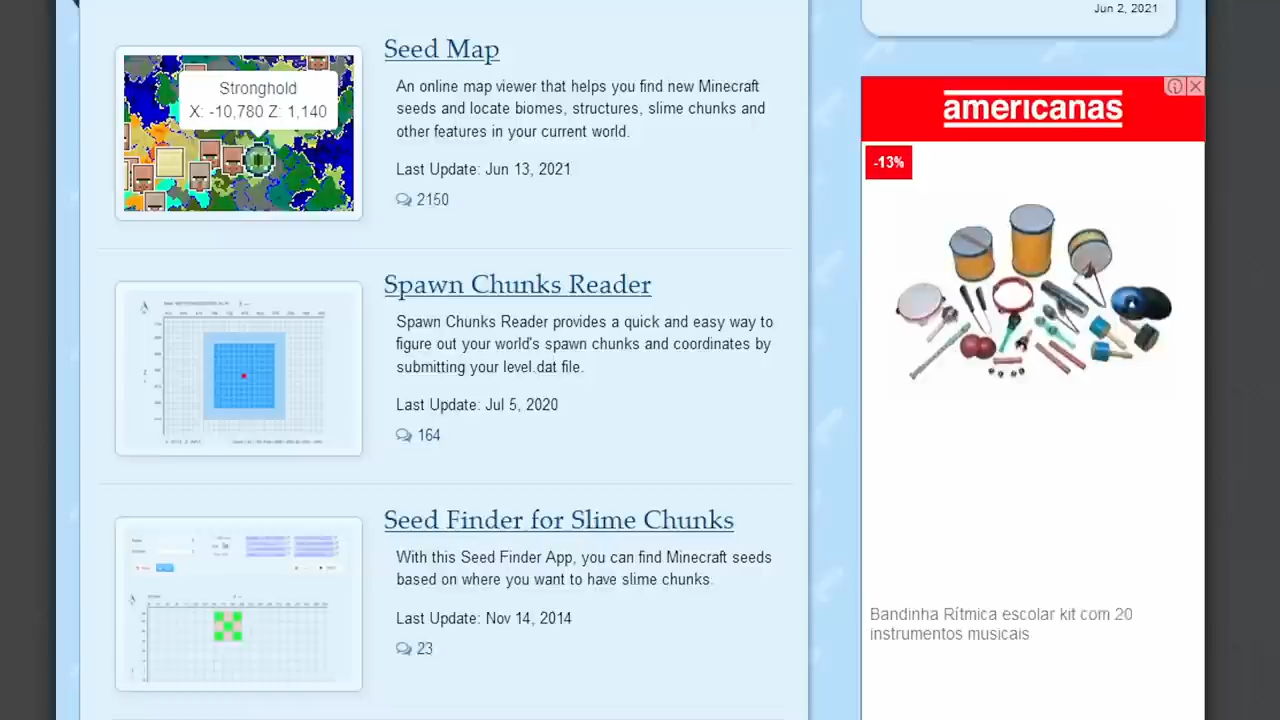 Jun 2, 2021
Seed Map
Stronghold
X: -10,780 Z: 1,140
An online map viewer that helps you find new Minecraft
seeds and locate biomes, structures, slime chunks and
other features in your current world.
Last Update: Jun 13, 2021
2150
Spawn Chunks Reader
Spawn Chunks Reader provides a quick and easy way to
figure out your world's spawn chunks and coordinates by
submitting your level.dat file.
Last Update: Jul 5, 2020
164
Seed Finder for Slime Chunks
With this Seed Finder App, you can find Minecraft seeds
based on where you want to have slime chunks.
Last Update: Nov 14, 2014
23
americanas
-13%
Bandinha Rítmica escolar kit com 20
instrumentos musicais